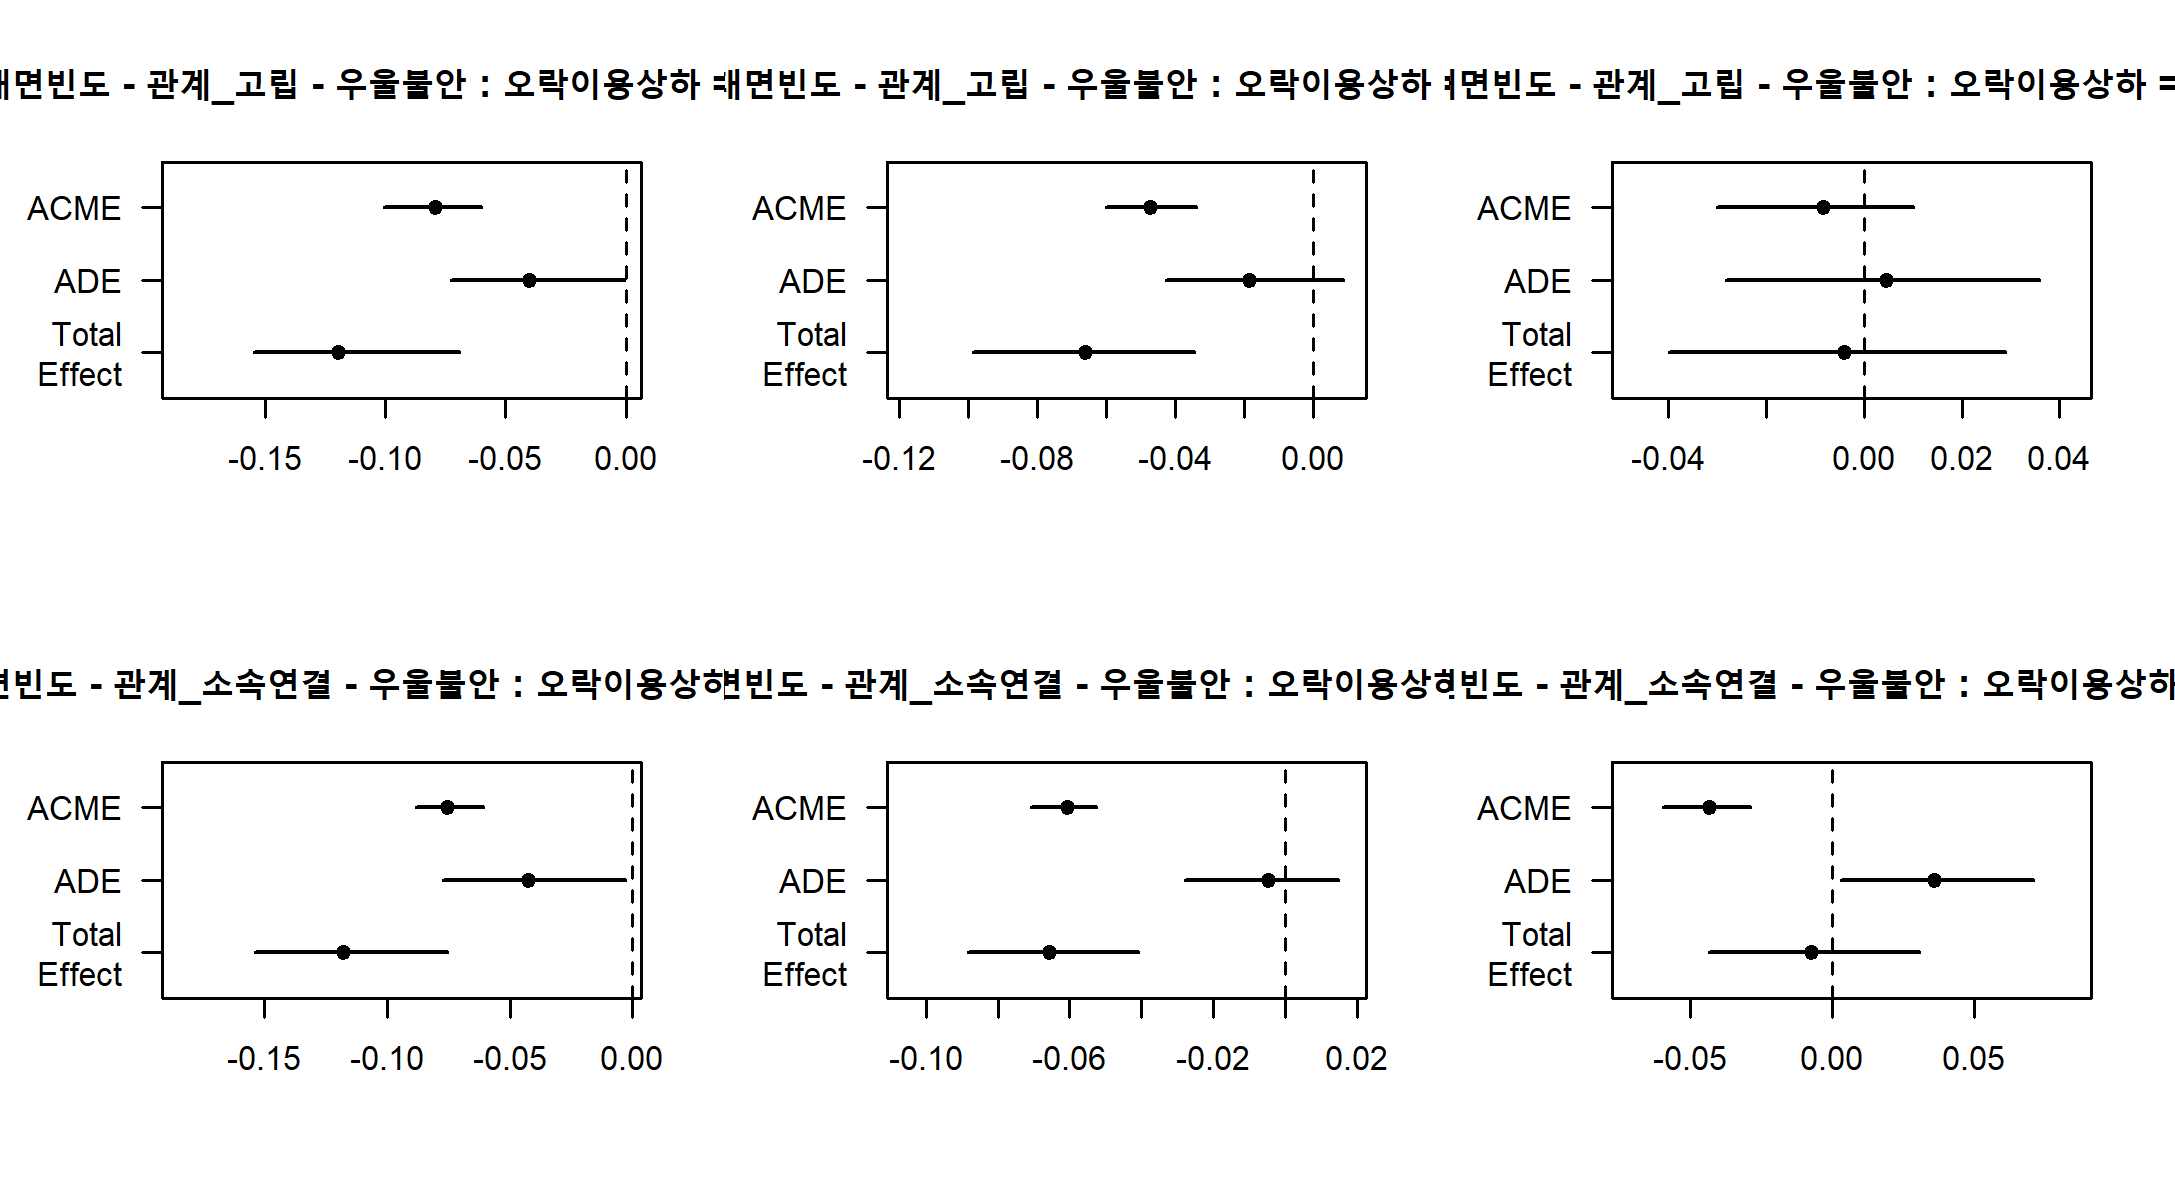 면빈도 - 관계_고립 - 우울불안 : 오락이용상하 =
ACME
ADE
Total
Effect
-0.15 -0.10 -0.05 0.00
면빈도 - 관계_고립 - 우울불안 : 오락이용상하
ACME
ADE
Total
Effect
-0.12 -0.08 -0.04 0.00
면빈도 - 관계_고립 - 우울불안 : 오락이용상하 =
ACME
ADE
Total
Effect
-0.04 0.00 0.02 0.04
빈도 - 관계_소속연결 - 우울불안 : 오락이용상하
ACME
ADE
Total
Effect
-0.15 -0.10 -0.05 0.00
면빈도 - 관계_소속연결 - 우울불안 : 오락이용상하
ACME
ADE
Total
Effect
-0.10 -0.06 -0.02 0.02
빈도 - 관계_소속연결 - 우울불안 : 오락이용상하
ACME
ADE
Total
Effect
-0.05 0.00 0.05